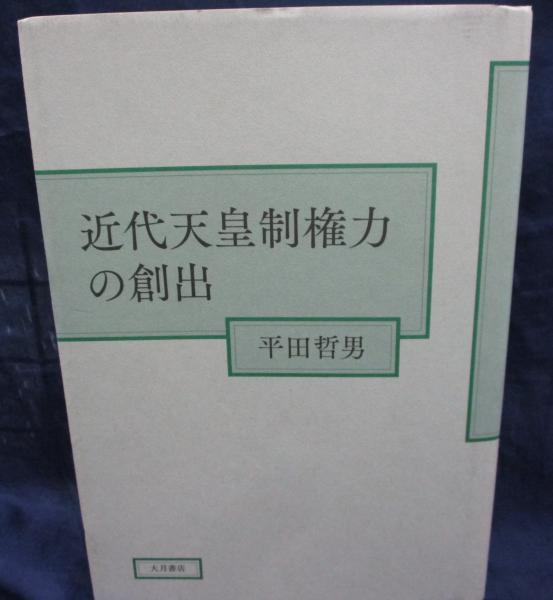 近代天皇制権力
の創出
平田哲男
大月書店